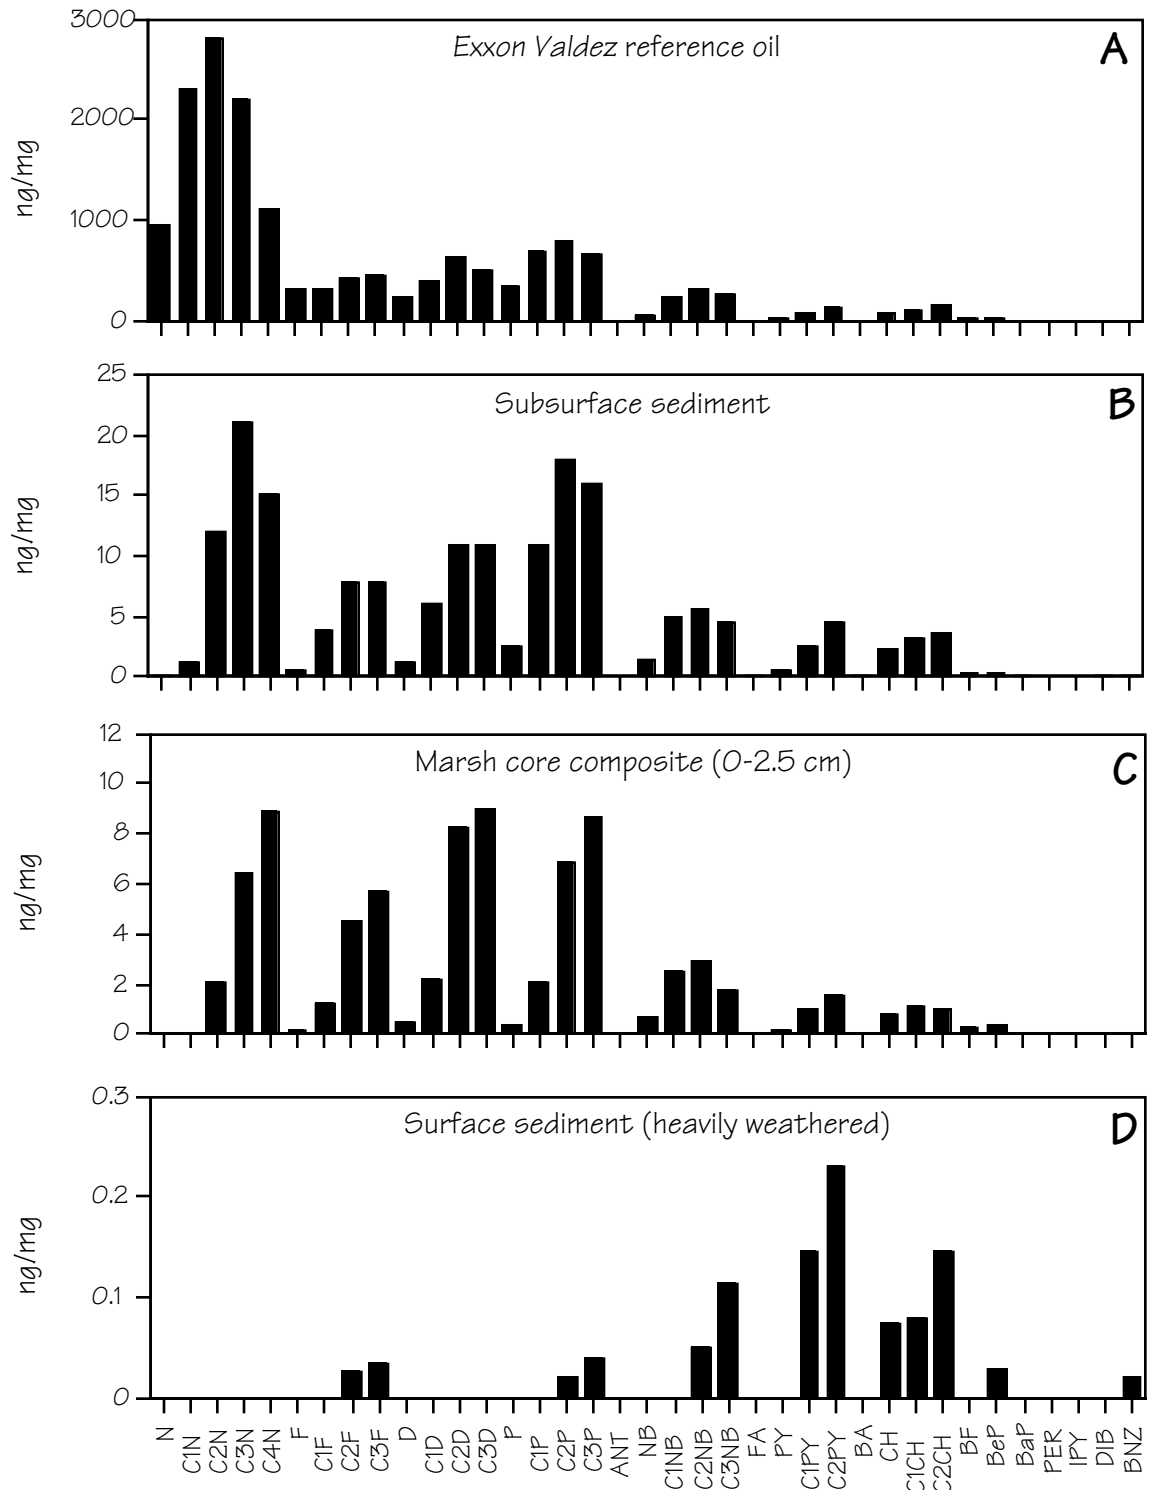 3000
Exxon Valdez reference oil
A
2000
ng/mg
1000
0
25
Subsurface sediment
B
20
15
ng/mg
10
5
0
12
Marsh core composite (0-2.5 cm)
C
10
8
ng/mg
6
4
2
0
0.3
Surface sediment (heavily weathered)
D
0.2
ng/mg
0.1
0
N
C1N
C2N
C3N
C4N
F
C1F
C2F
C3F
D
C1D
C2D
C3D
P
C1P
C2P
C3P
ANT
NB
C1NB
C2NB
C3NB
FA
PY
C1PY
C2PY
BA
CH
C1CH
C2CH
BF
BeP
BaP
PER
IPY
DIB
BNZ